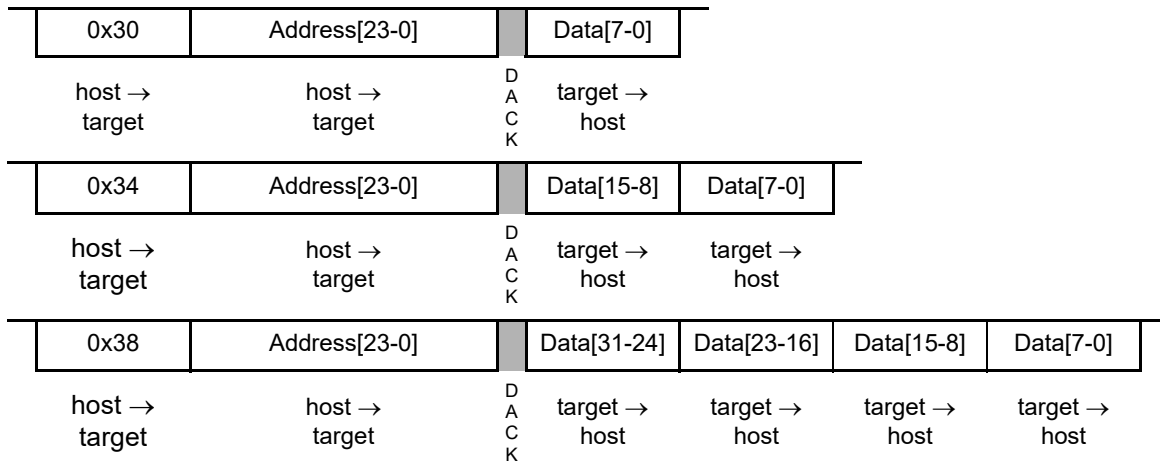 0x30 Address[23-0] Data[7-0]
host → host → D A C K target →
target target host
0x34 Address[23-0] Data[15-8] Data[7-0]
host → host → D A C K target → target →
target target host host
0x38 Address[23-0] Data[31-24] Data[23-16] Data[15-8] Data[7-0]
host → host → D A C K target → target → target → target →
target target host host host host